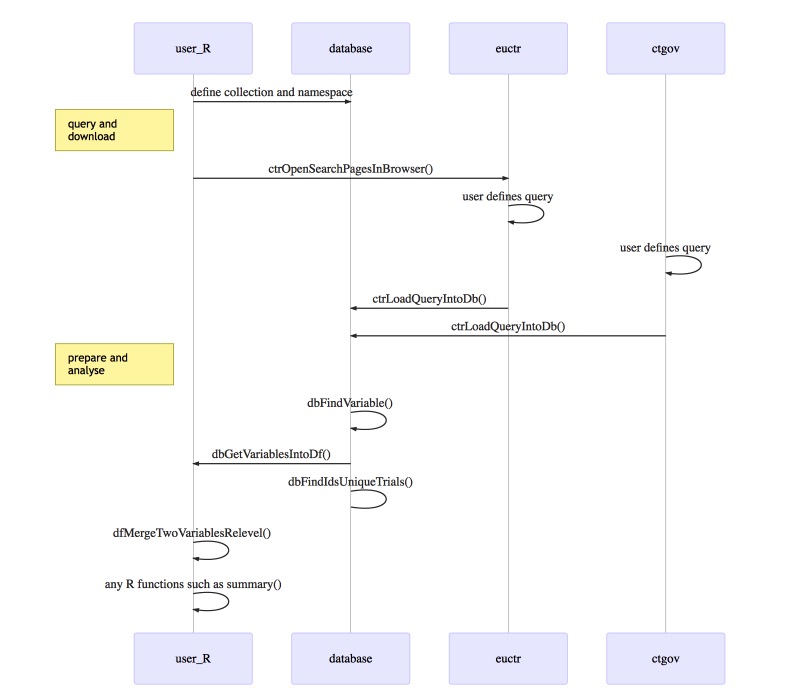 user_R
database
euctr
ctgov
define collection and namespace
query and
download
ctrOpenSearchPagesInBrowser()
user defines query
user defines query
ctrLoadQueryIntoDb()
ctrLoadQueryIntoDb()
prepare and
analyse
dbFindVariable()
dbGetVariablesIntoDf()
dbFindIdsUniqueTrials()
dfMergeTwoVariablesRelevel()
any R functions such as summary()
user_R
database
euctr
ctgov